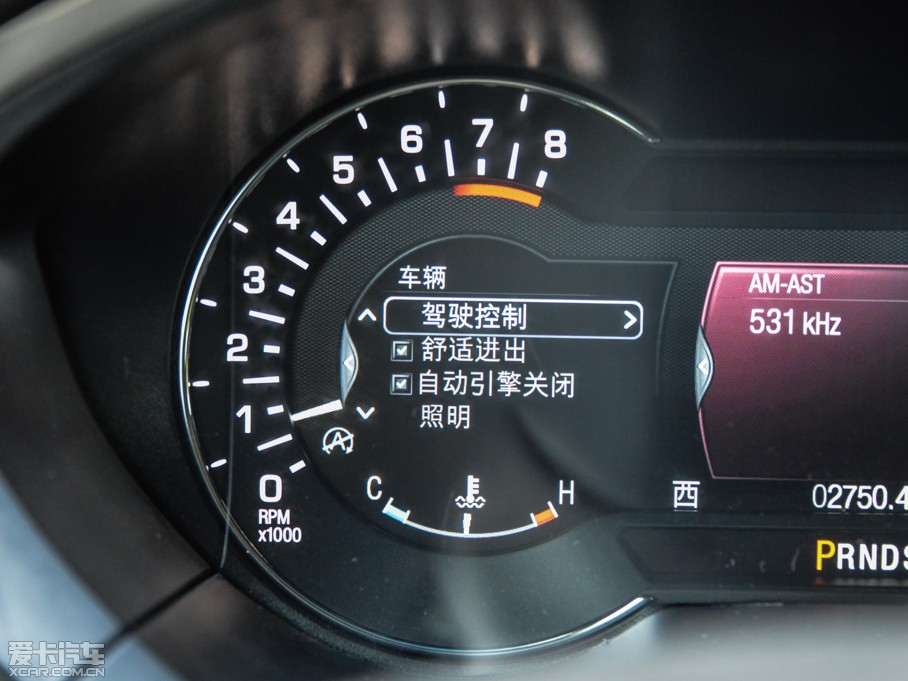 8
7
6
5
4
3
2
1
0
RPM
x1000
车辆
驾驶控制
舒适进出
自动引擎关闭
照明
A
C
H
AM-AST
531 kHz
西
02750.4
PRNDS
爱卡汽车
XCAR.COM.CN